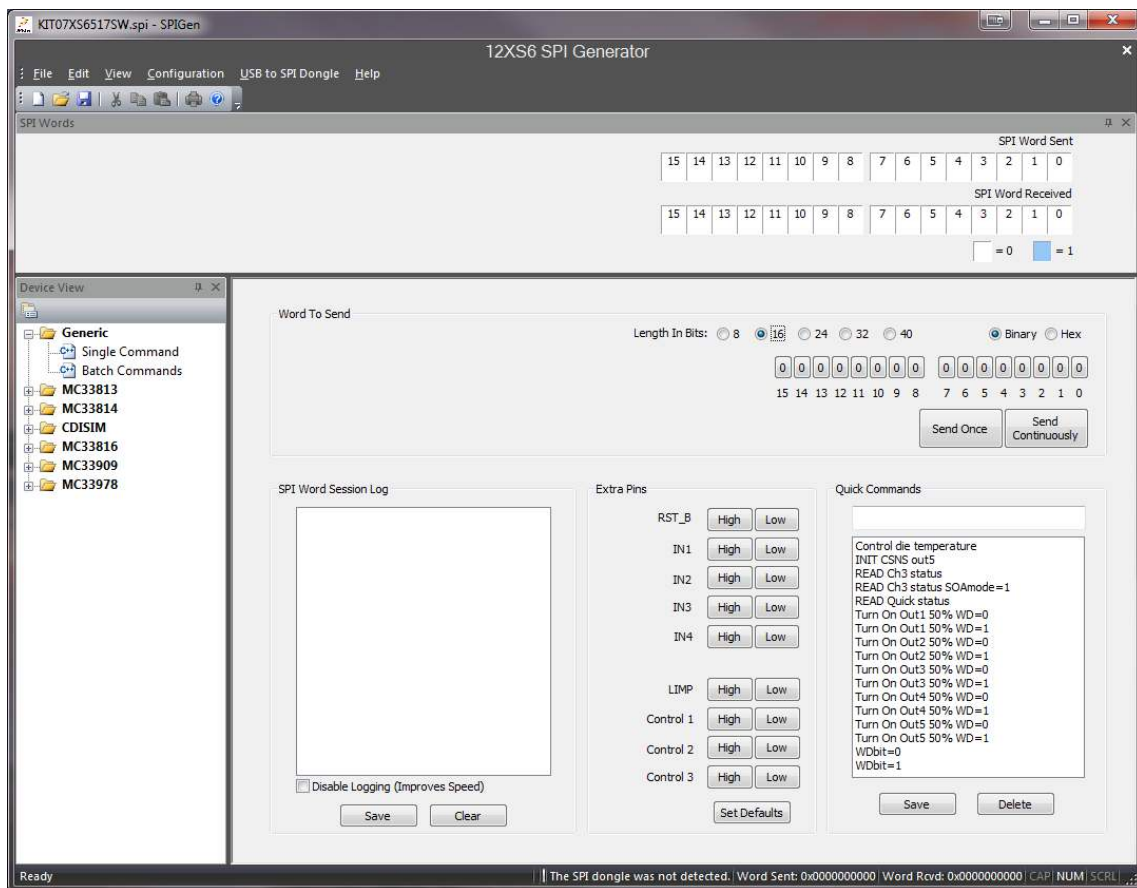 KIT07XS6517SW.spi - SPIGen
12XS6 SPI Generator
File Edit View Configuration USB to SPI Dongle Help
SPI Words
SPI Word Sent
15 14 13 12 11 10 9 8 7 6 5 4 3 2 1 0
SPI Word Received
15 14 13 12 11 10 9 8 7 6 5 4 3 2 1 0
= 0 = 1
Device View
Generic
Single Command
Batch Commands
MC33813
MC33814
CDISIM
MC33816
MC33909
MC33978
Word To Send
Length In Bits: 8 16 24 32 40 Binary Hex
0 0 0 0 0 0 0 0 0 0 0 0 0 0 0 0
15 14 13 12 11 10 9 8 7 6 5 4 3 2 1 0
Send Once
Send
Continuously
SPI Word Session Log
Disable Logging (Improves Speed)
Save Clear
Extra Pins
RST_B High Low
IN1 High Low
IN2 High Low
IN3 High Low
IN4 High Low
LIMP High Low
Control 1 High Low
Control 2 High Low
Control 3 High Low
Set Defaults
Quick Commands
Control die temperature
INIT CSNS out5
READ Ch3 status
READ Ch3 status SOAmode=1
READ Quick status
Turn On Out1 50% WD=0
Turn On Out1 50% WD=1
Turn On Out2 50% WD=0
Turn On Out2 50% WD=1
Turn On Out3 50% WD=0
Turn On Out3 50% WD=1
Turn On Out4 50% WD=0
Turn On Out4 50% WD=1
Turn On Out5 50% WD=0
Turn On Out5 50% WD=1
WDbit=0
WDbit=1
Save Delete
Ready
The SPI dongle was not detected. Word Sent: 0x0000000000 Word Rcvd: 0x0000000000 CAP NUM SCRL